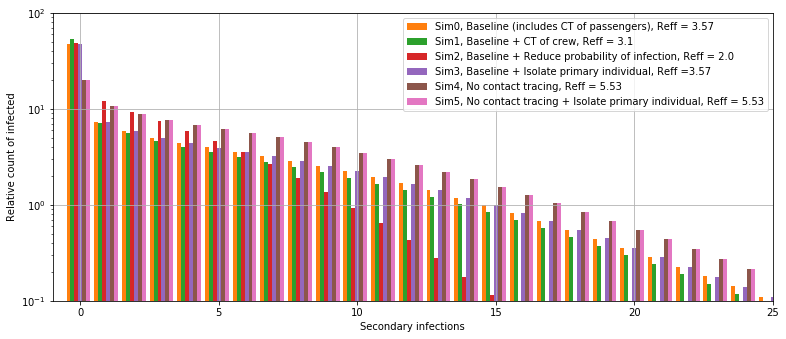 10²
10¹
10⁰
10⁻¹
Relative count of infected
Sim0, Baseline (includes CT of passengers), Reff = 3.57
Sim1, Baseline + CT of crew, Reff = 3.1
Sim2, Baseline + Reduce probability of infection, Reff = 2.0
Sim3, Baseline + Isolate primary individual, Reff =3.57
Sim4, No contact tracing, Reff = 5.53
Sim5, No contact tracing + Isolate primary individual, Reff = 5.53
0 5 10 15 20 25
Secondary infections